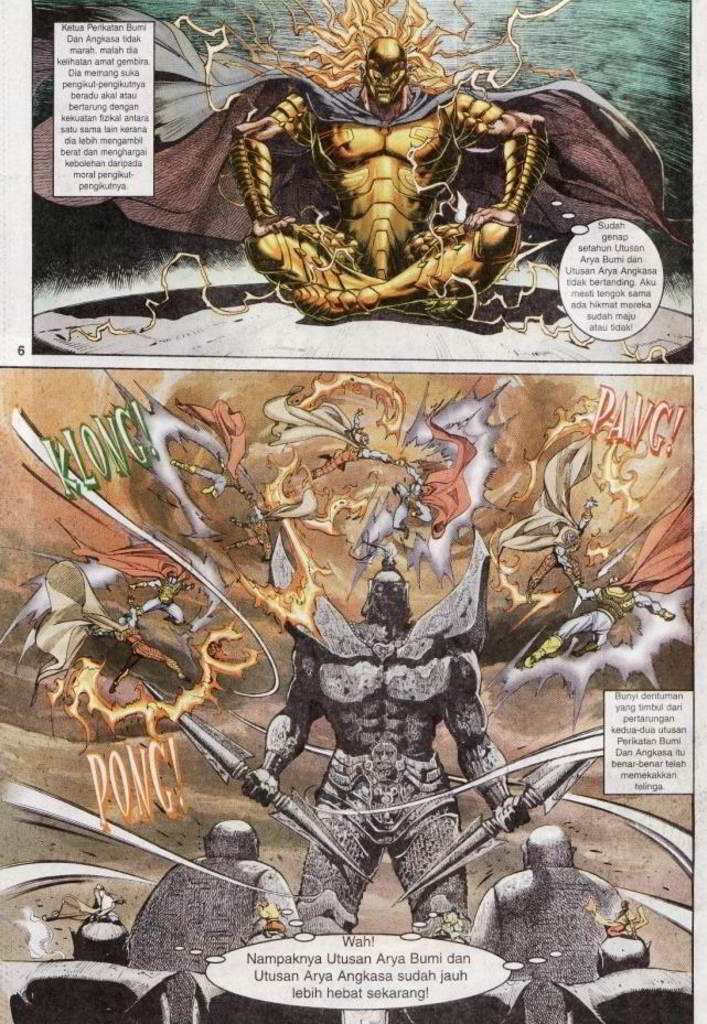 Ketua Perikatan Bumi
Dan Angkasa tidak
marah, malah dia
kelihatan amat gembira.
Dia memang suka
pengikut-pengikutnya
beradu akal atau
bertarung dengan
kekuatan fizikal antara
satu sama lain kerana
dia lebih mengambil
berat dan menghargai
kebolehan daripada
moral pengikut-
pengikutnya.
Sudah
genap
setahun Utusan
Arya Bumi dan
Utusan Arya Angkasa
tidak bertanding. Aku
mesti tengok sama
ada hikmat mereka
sudah maju
atau tidak!
6
KLONG!
PANG!
PONG!
Bunyi dentuman
yang timbul dari
pertarungan
kedua-dua utusan
Perikatan Bumi
Dan Angkasa itu
benar-benar telah
memekakkan
telinga.
Wah!
Nampaknya Utusan Arya Bumi dan
Utusan Arya Angkasa sudah jauh
lebih hebat sekarang!